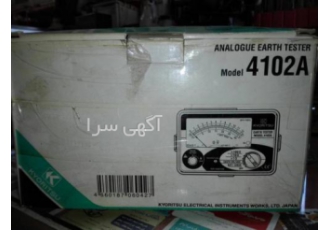 ANALOGUE EARTH TESTER
Model 4102A
آگهی سرا
KYORITSU ELECTRICAL INSTRUMENTS WORKS, LTD. JAPAN